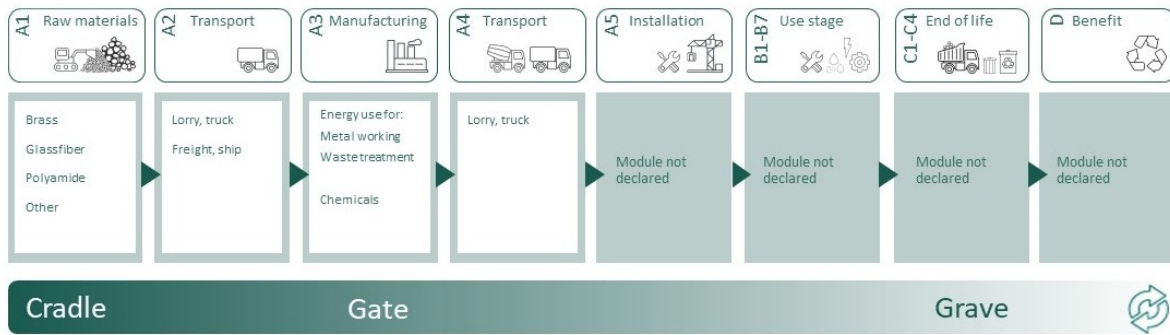 A1 Raw materials
A2 Transport
A3 Manufacturing
A4 Transport
A5 Installation
B1-B7 Use stage
C1-C4 End of life
D Benefit
Brass
Glassfiber
Polyamide
Other
Lorry, truck
Freight, ship
Energy use for:
Metal working
Waste treatment
Chemicals
Lorry, truck
Module not
declared
Module not
declared
Module not
declared
Module not
declared
Cradle
Gate
Grave